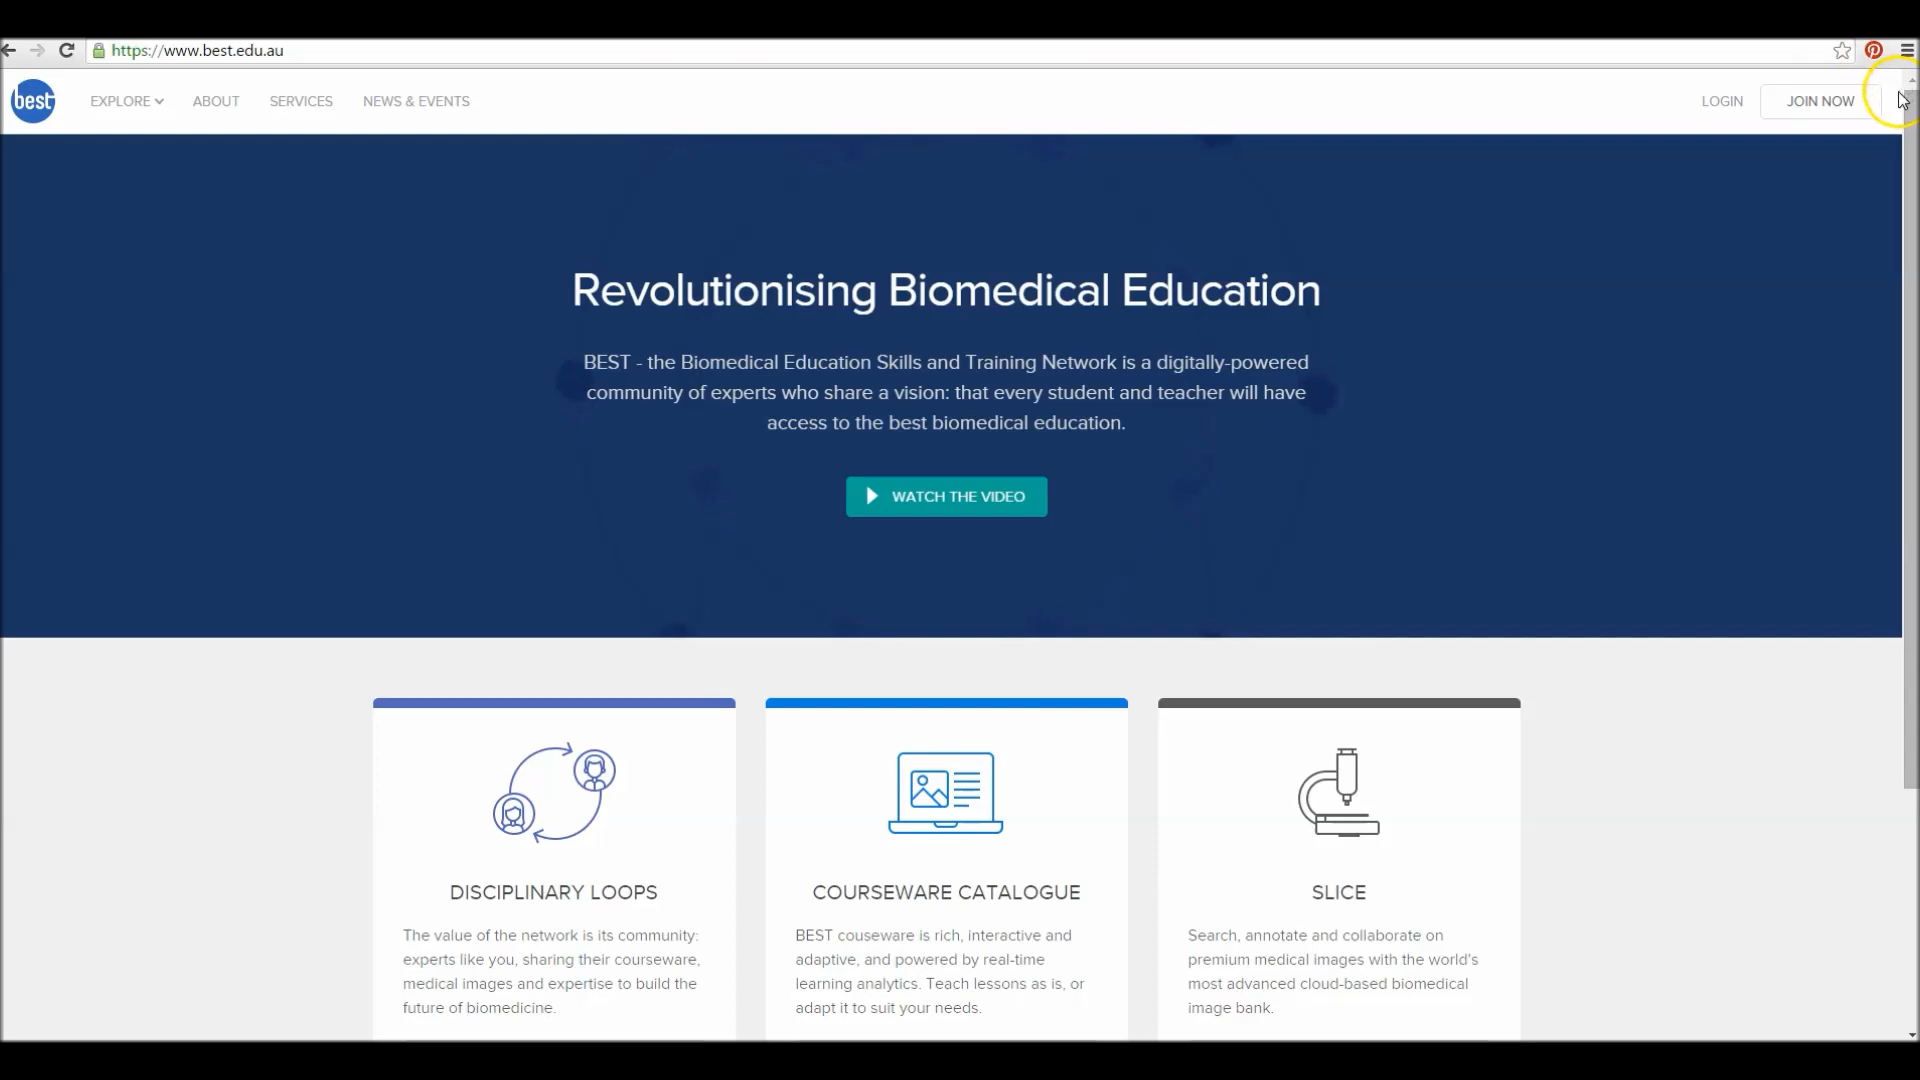 https://www.best.edu.au
best
EXPLORE
ABOUT
SERVICES
NEWS & EVENTS
LOGIN
JOIN NOW
Revolutionising Biomedical Education
BEST - the Biomedical Education Skills and Training Network is a digitally-powered
community of experts who share a vision: that every student and teacher will have
access to the best biomedical education.
WATCH THE VIDEO
DISCIPLINARY LOOPS
The value of the network is its community:
experts like you, sharing their courseware,
medical images and expertise to build the
future of biomedicine.
COURSEWARE CATALOGUE
BEST couseware is rich, interactive and
adaptive, and powered by real-time
learning analytics. Teach lessons as is, or
adapt it to suit your needs.
SLICE
Search, annotate and collaborate on
premium medical images with the world's
most advanced cloud-based biomedical
image bank.